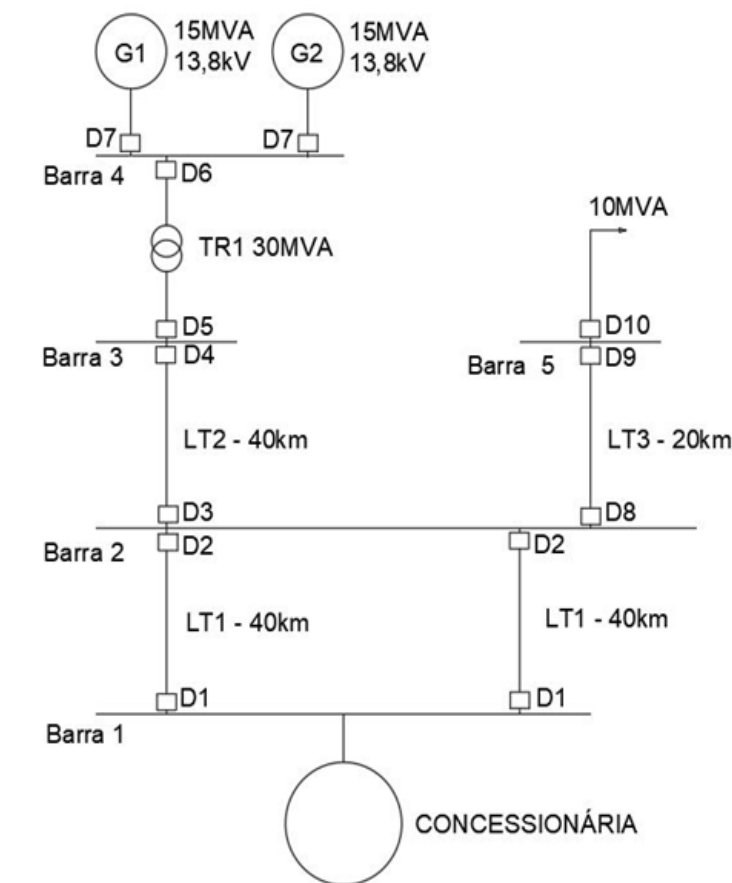 G1
15MVA
13,8kV
G2
15MVA
13,8kV
D7
D7
Barra 4
D6
TR1 30MVA
10MVA
D5
D10
Barra 3
D4
Barra 5
D9
LT2 - 40km
LT3 - 20km
D3
D8
Barra 2
D2
D2
LT1 - 40km
LT1 - 40km
D1
D1
Barra 1
CONCESSIONÁRIA